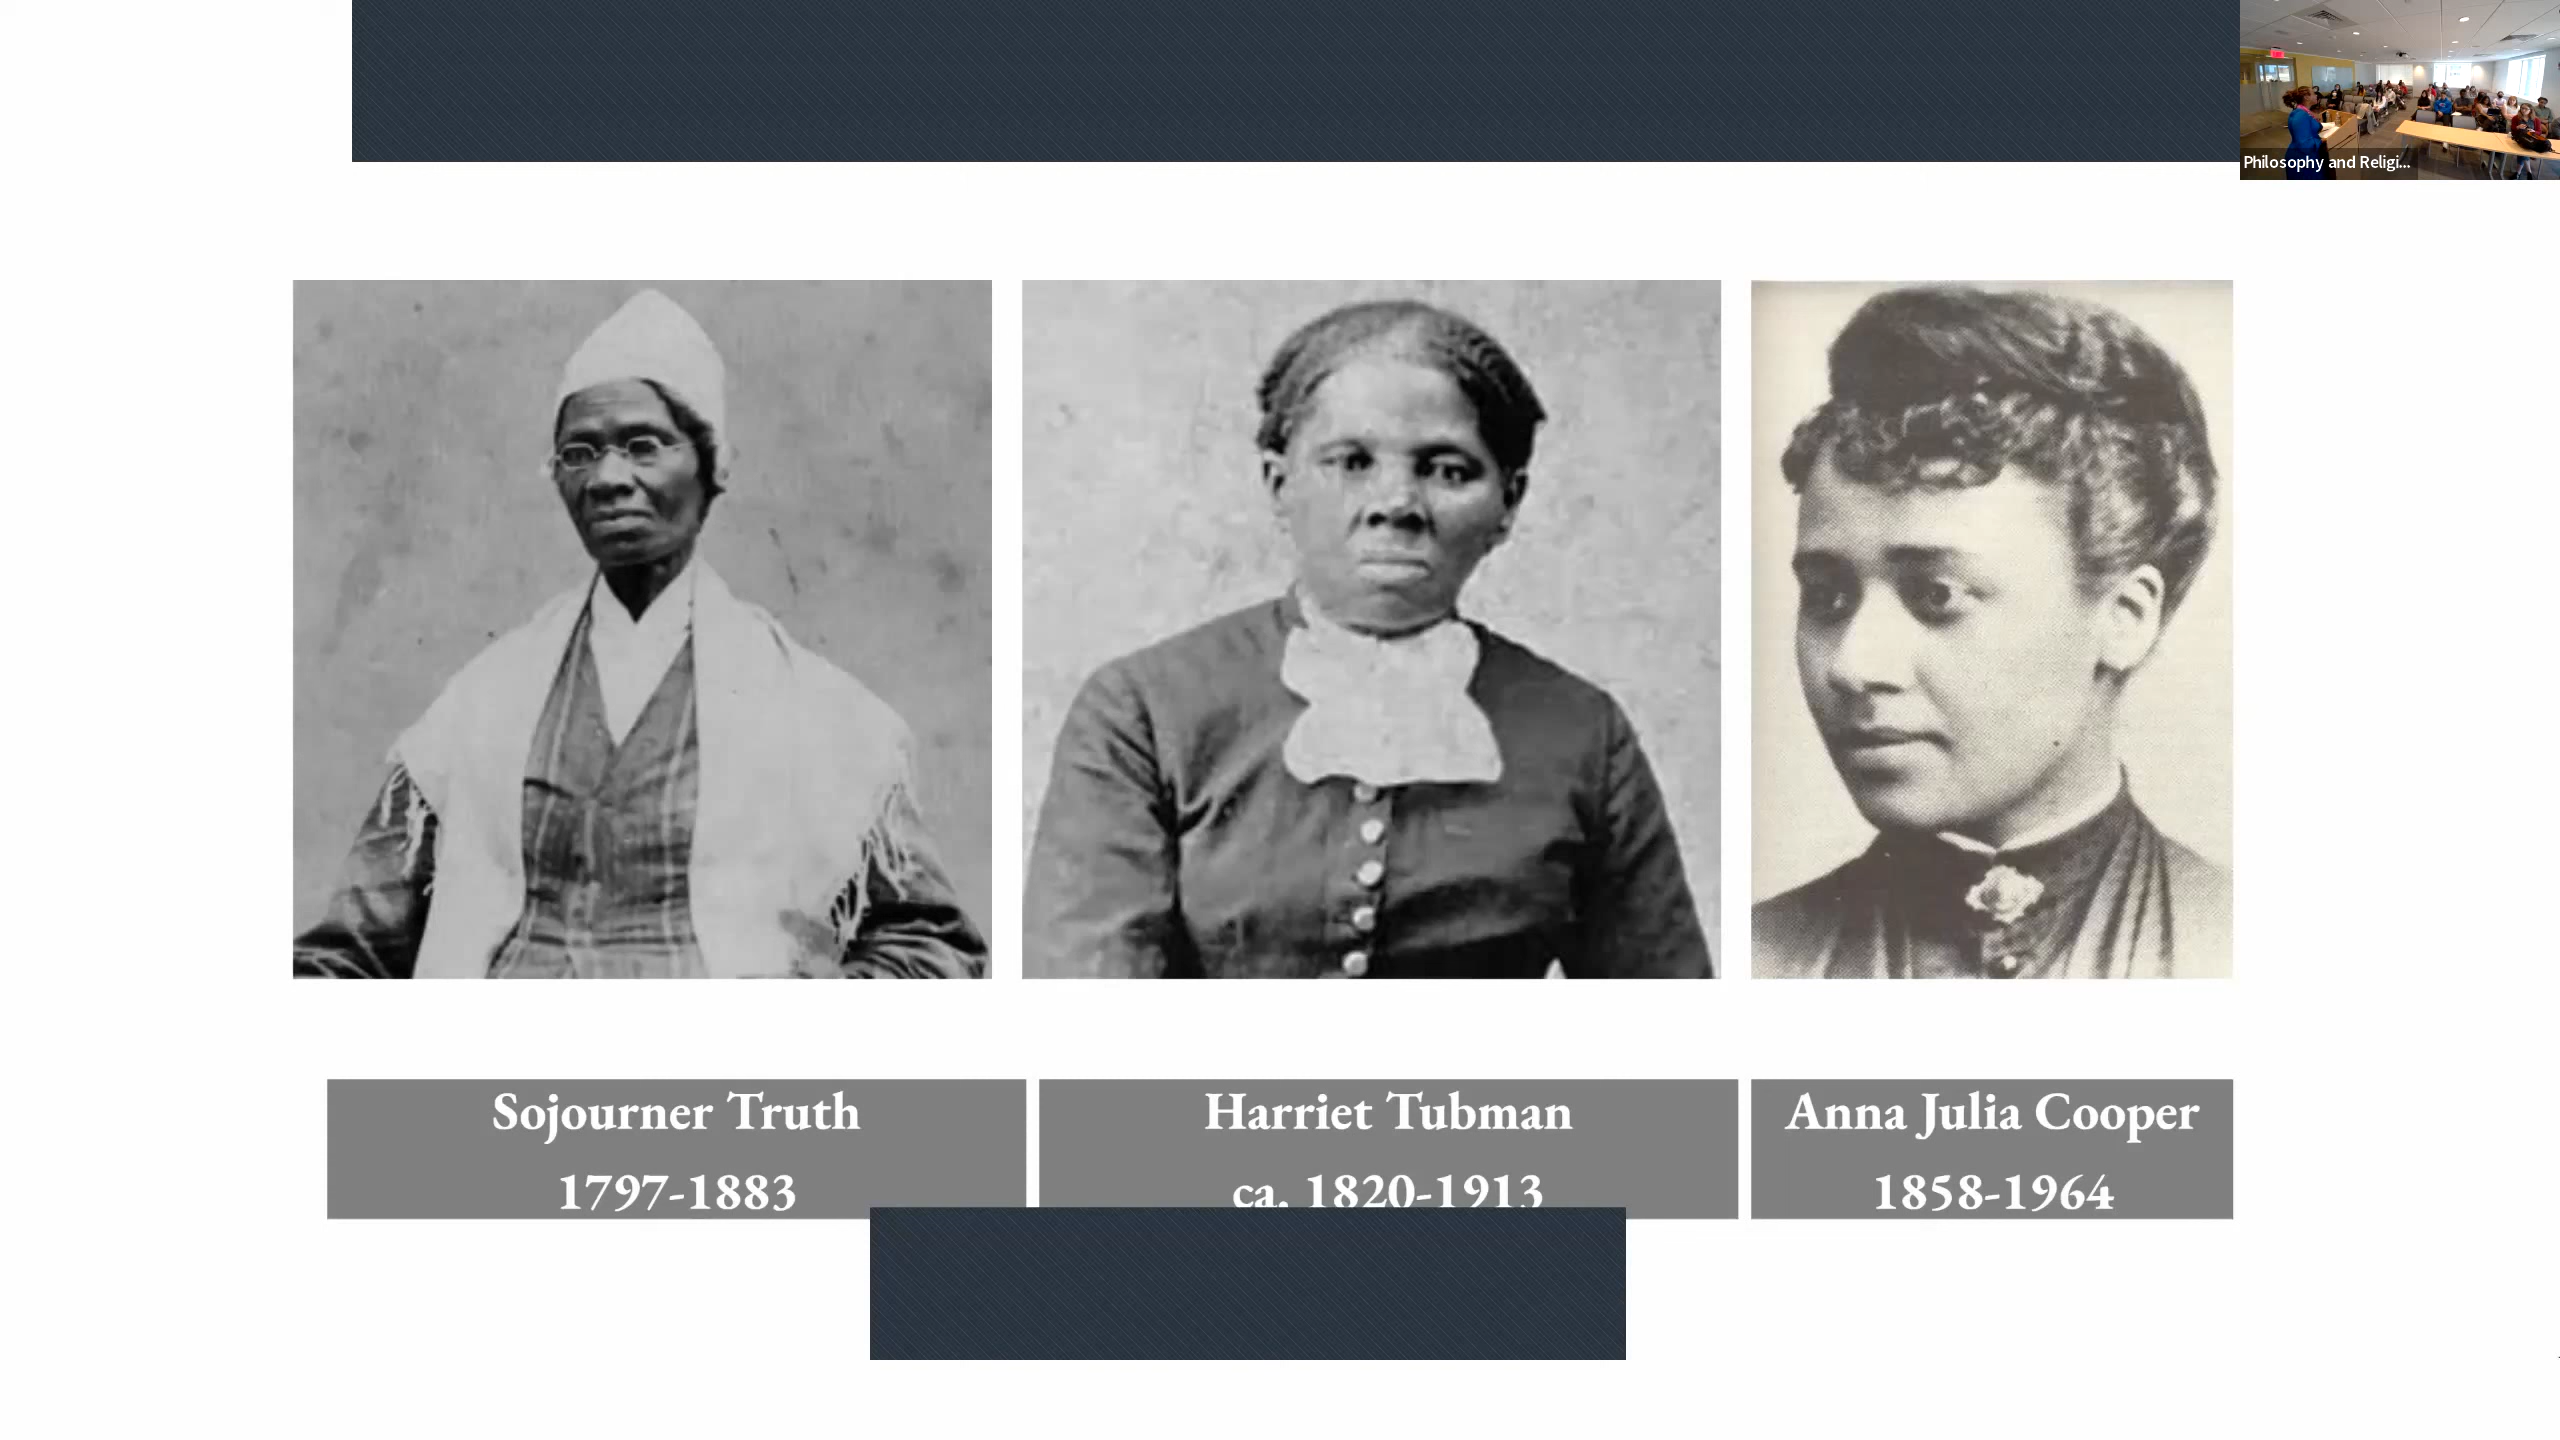 Philosophy and Religi...
Sojourner Truth
1797-1883
Harriet Tubman
ca. 1820-1913
Anna Julia Cooper
1858-1964